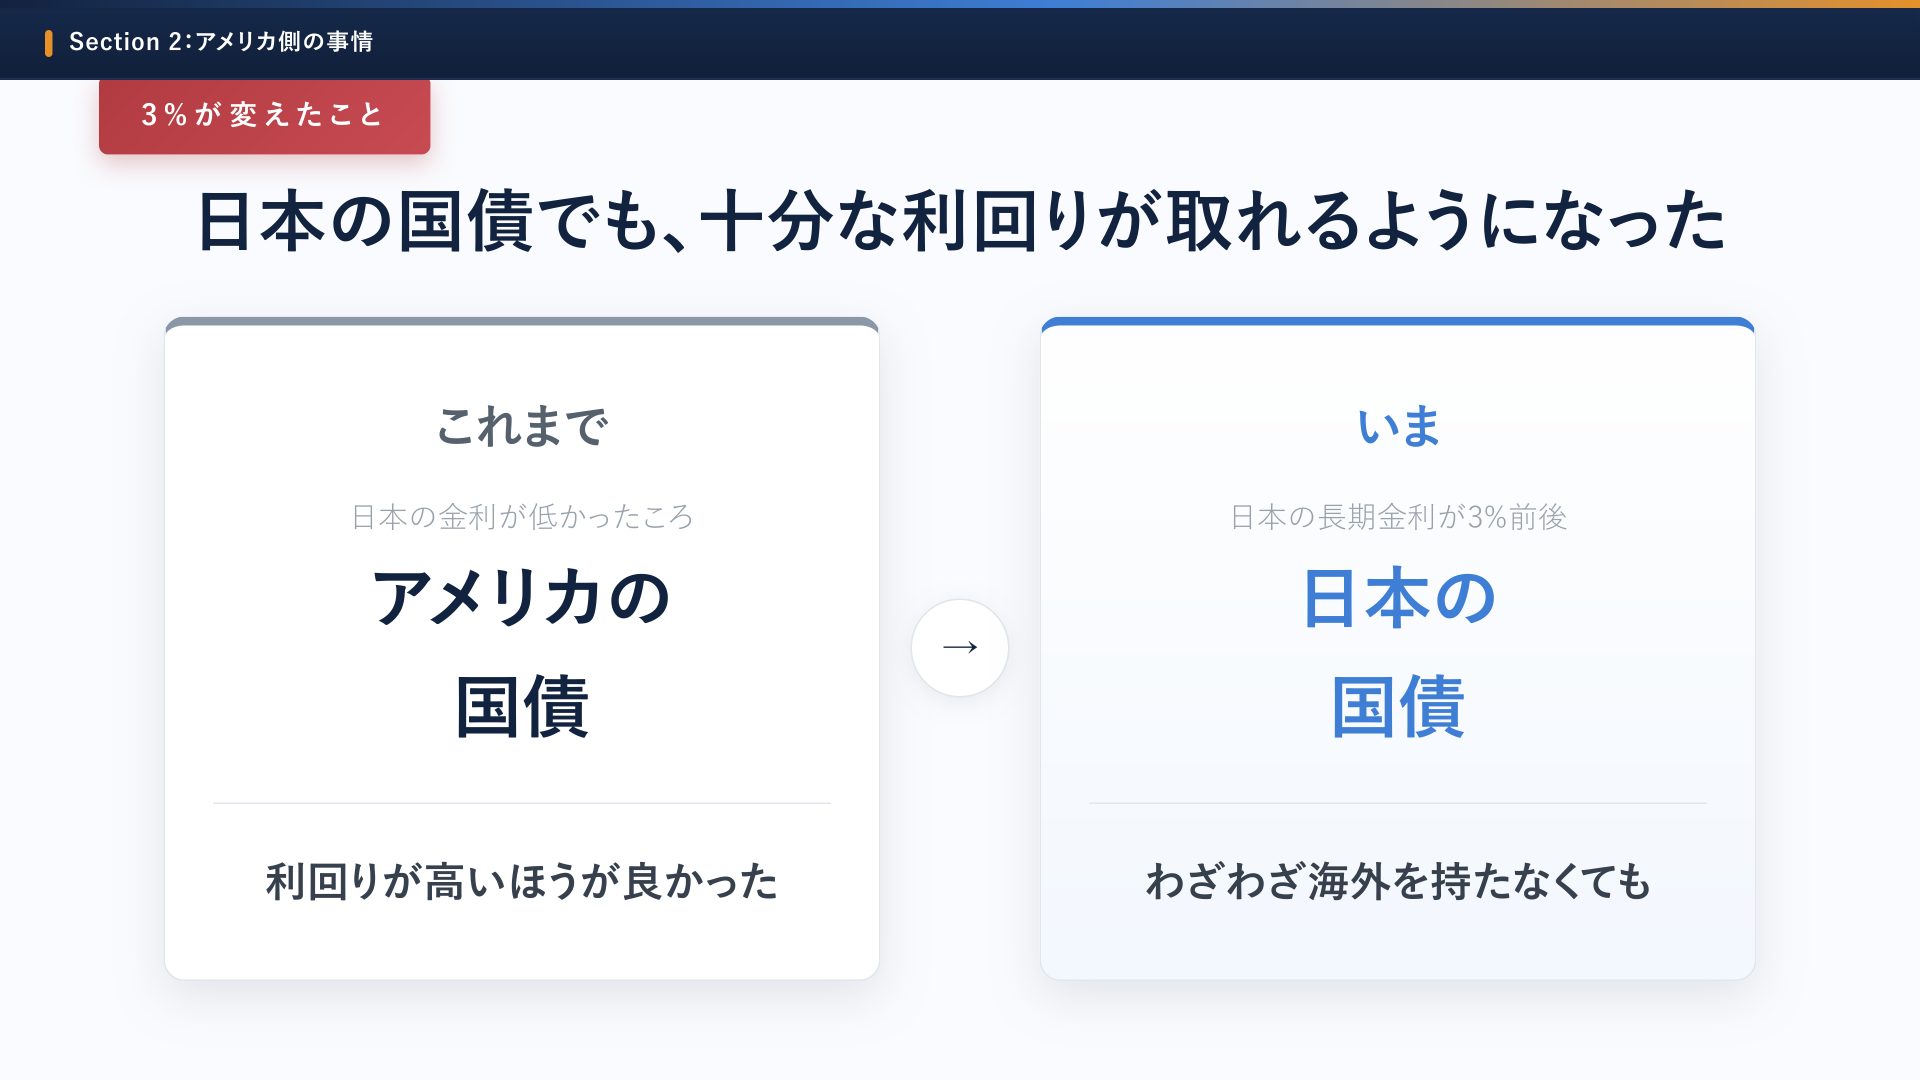 Section 2：アメリカ側の事情
3％が変えたこと
日本の国債でも、十分な利回りが取れるようになった
これまで
日本の金利が低かったころ
アメリカの
国債
利回りが高いほうが良かった
→
いま
日本の長期金利が3%前後
日本の
国債
わざわざ海外を持たなくても